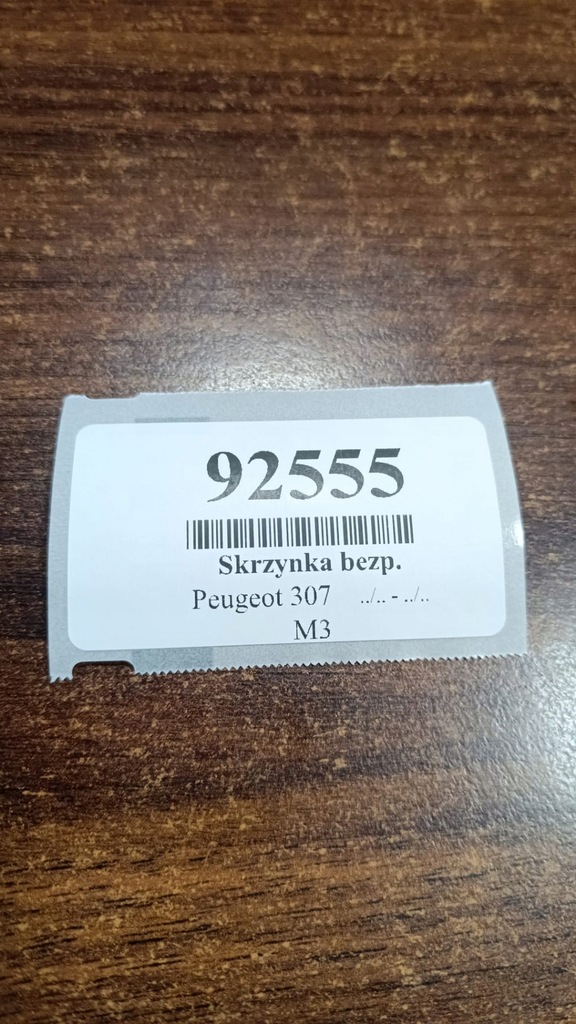 92555
Skrzynka bezp.
Peugeot 307 ../.. - ../..
M3